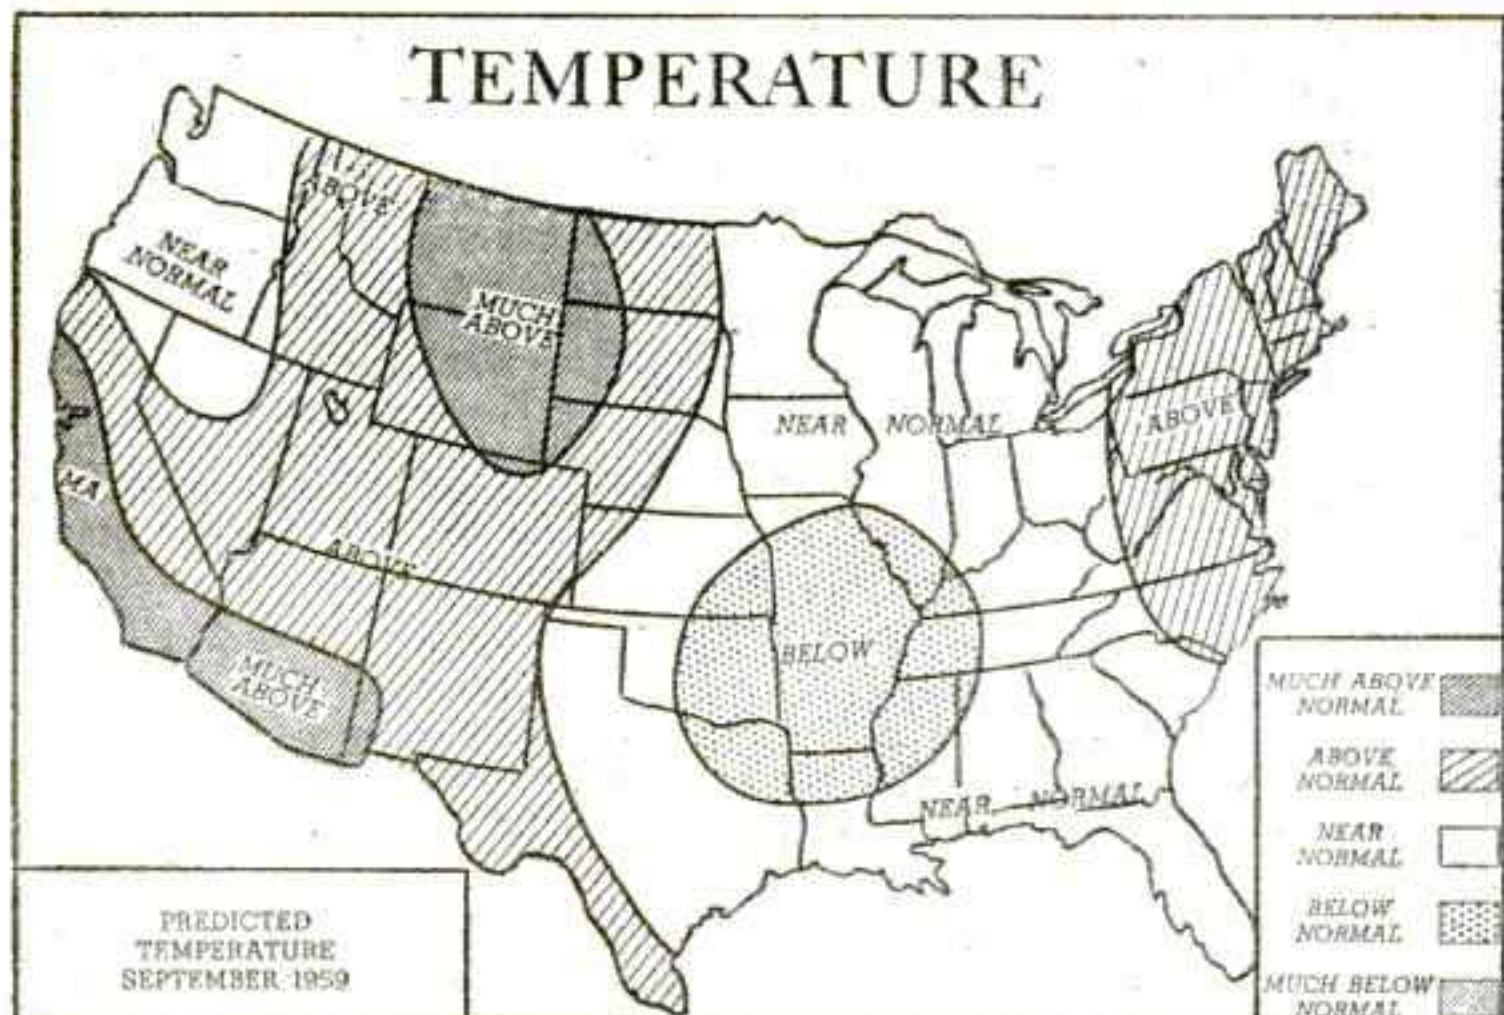 TEMPERATURE
ABOVE
NEAR
NORMAL
MUCH
ABOVE
NEAR NORMAL
ABOVE
MA
ABOVE
BELOW
MUCH
ABOVE
NEAR NORMAL
MUCH ABOVE
NORMAL
ABOVE
NORMAL
NEAR
NORMAL
BELOW
NORMAL
MUCH BELOW
NORMAL
PREDICTED
TEMPERATURE
SEPTEMBER 1959